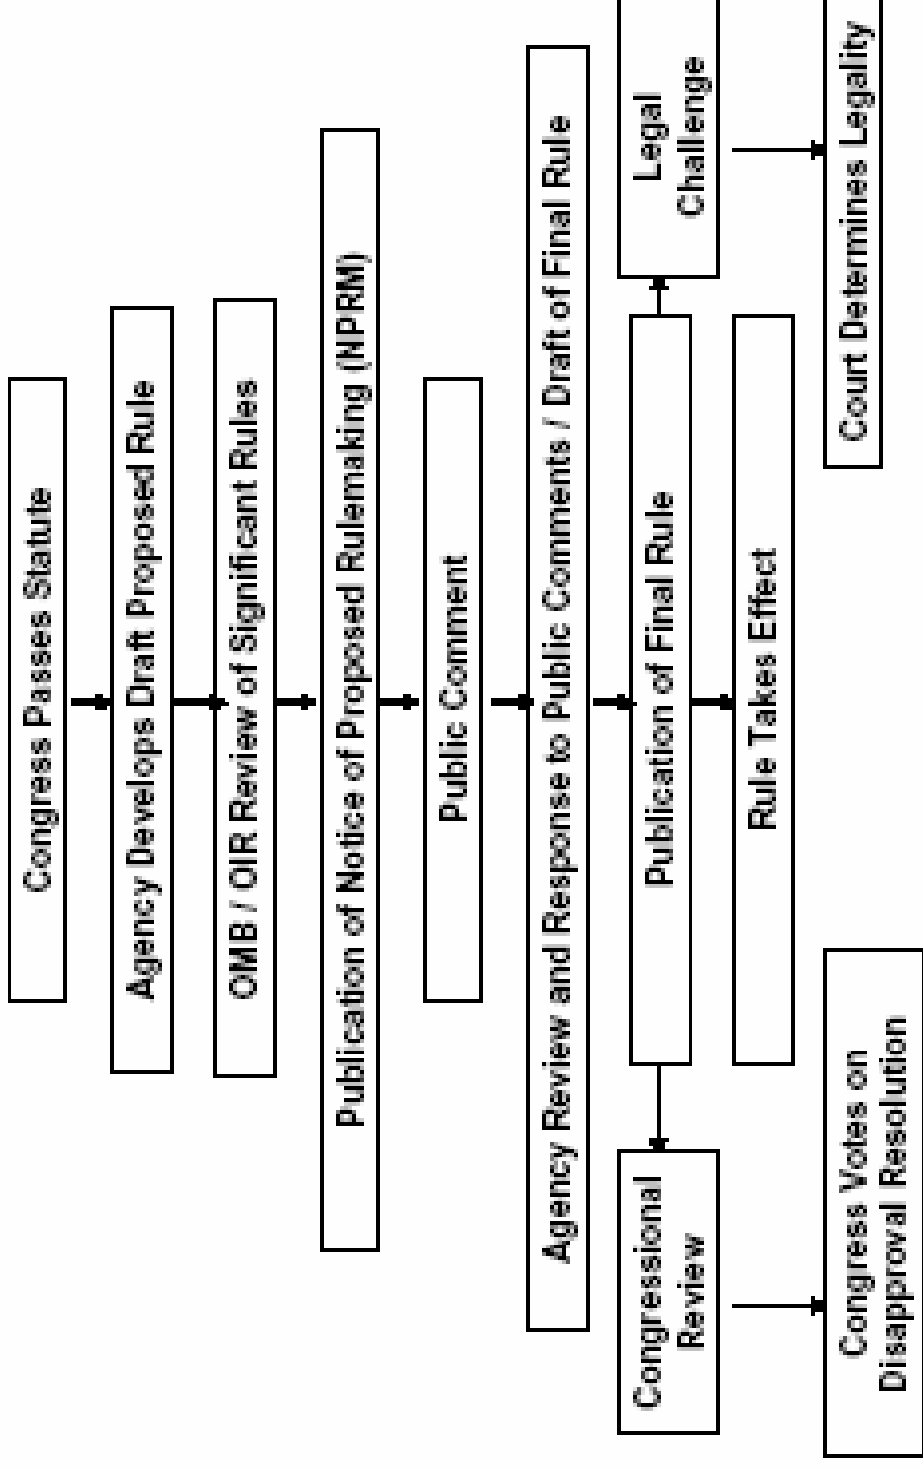 Congress Passes Statute
Agency Develops Draft Proposed Rule
OMB / OIR Review of Significant Rules
Publication of Notice of Proposed Rulemaking (NPRM)
Public Comment
Agency Review and Response to Public Comments / Draft of Final Rule
Congressional
Review
Publication of Final Rule
Legal
Challenge
Rule Takes Effect
Congress Votes on
Disapproval Resolution
Court Determines Legality